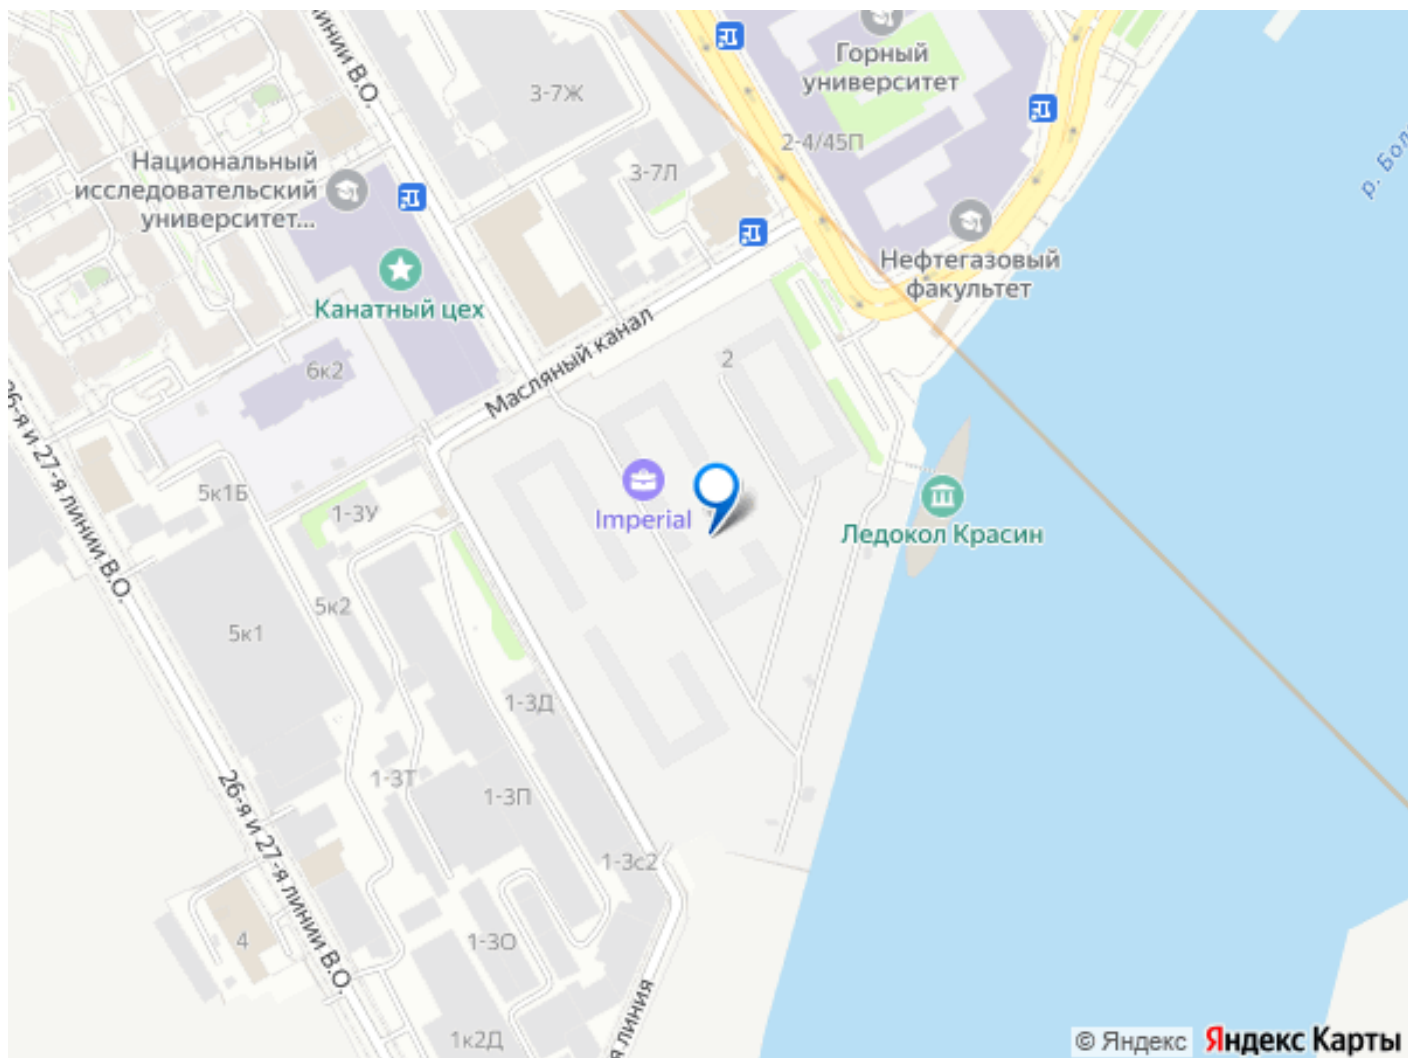 линии В.О.
3-7Ж
Горный
университет
2-4/45П
р. Бол
Национальный
исследовательский
университет...
3-7Л
Нефтегазовый
факультет
Канатный цех
Масляный канал
6к2
2
26-я и 27-я линии В.О.
5к1Б
1-3У
Imperial
Ледокол Красин
5к2
5к1
1-3Д
1-3Т
1-3П
26-я и 27-я линии В.О.
1-3с2
4
1-3О
я линия
1к2Д
© Яндекс Яндекс Карты